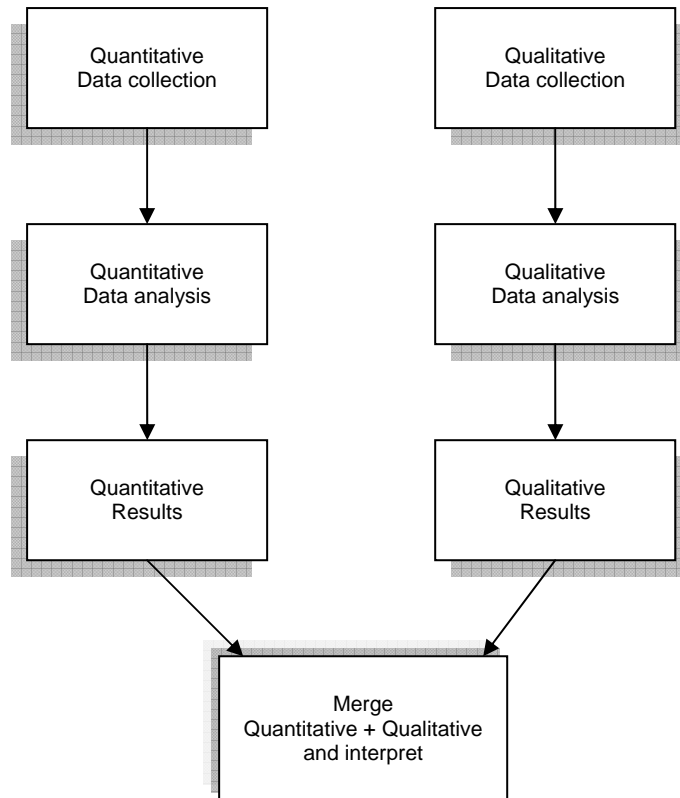 Quantitative
Data collection
Qualitative
Data collection
Quantitative
Data analysis
Qualitative
Data analysis
Quantitative
Results
Qualitative
Results
Merge
Quantitative + Qualitative
and interpret